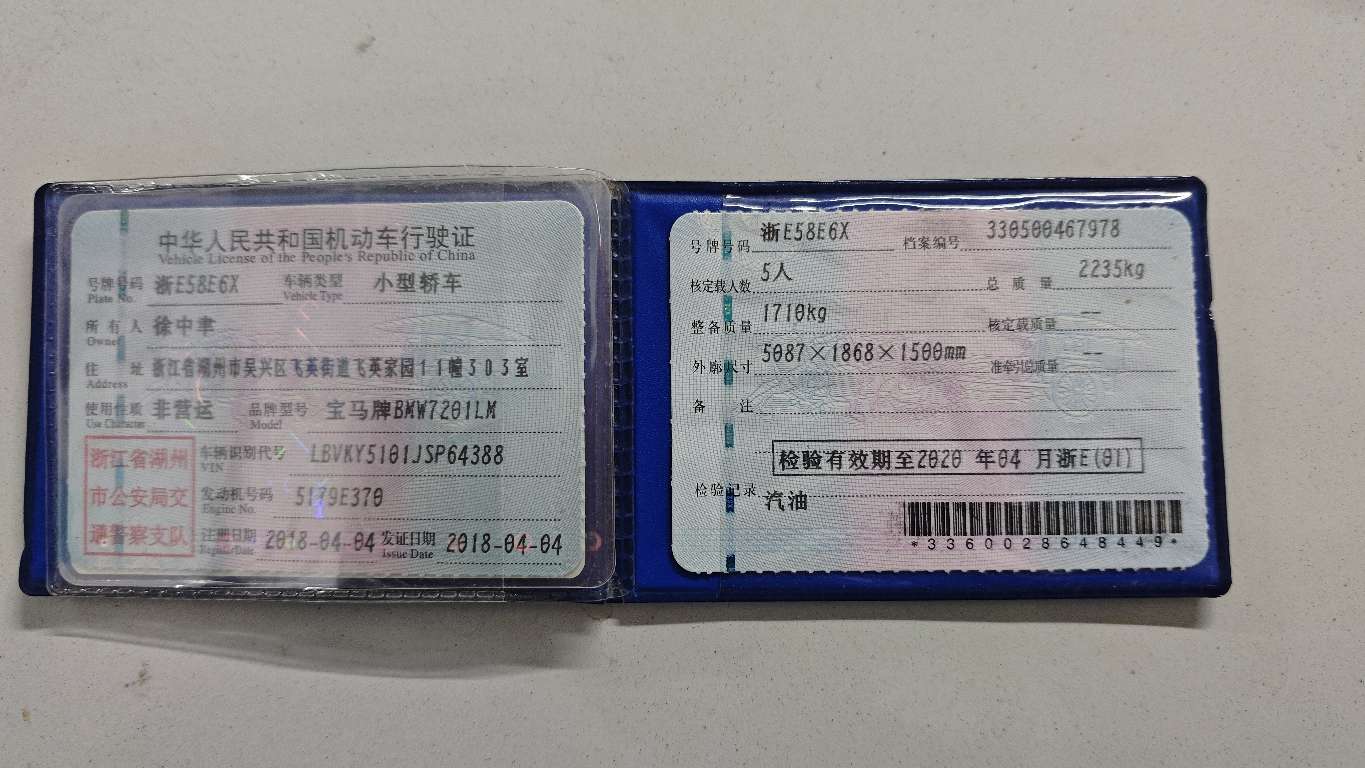 中华人民共和国机动车行驶证
Vehicle License of the People's Republic of China
号牌号码 浙E58E6X 车辆类型 小型轿车
Plate No. Vehicle Type
所有人 徐中聿
Owner
住址 浙江省湖州市吴兴区飞英街道飞英家园11幢303室
Address
使用性质 非营运 品牌型号 宝马牌BMW7201LM
Use Character Model
浙江省湖州
市公安局交
通警察支队
车辆识别代号 LBVKY5101JSP64388
VIN
发动机号码 5179E370
Engine No.
注册日期 2018-04-04 发证日期 2018-04-04
Register Date Issue Date
号牌号码 浙E58E6X 档案编号 330500467978
核定载人数 5人 总质量 2235kg
整备质量 1710kg 核定载质量 --
外廓尺寸 5087×1868×1500mm 准牵引总质量 --
备注
检验有效期至2020 年04 月浙E(01)
检验记录
汽油
*3360028648449*